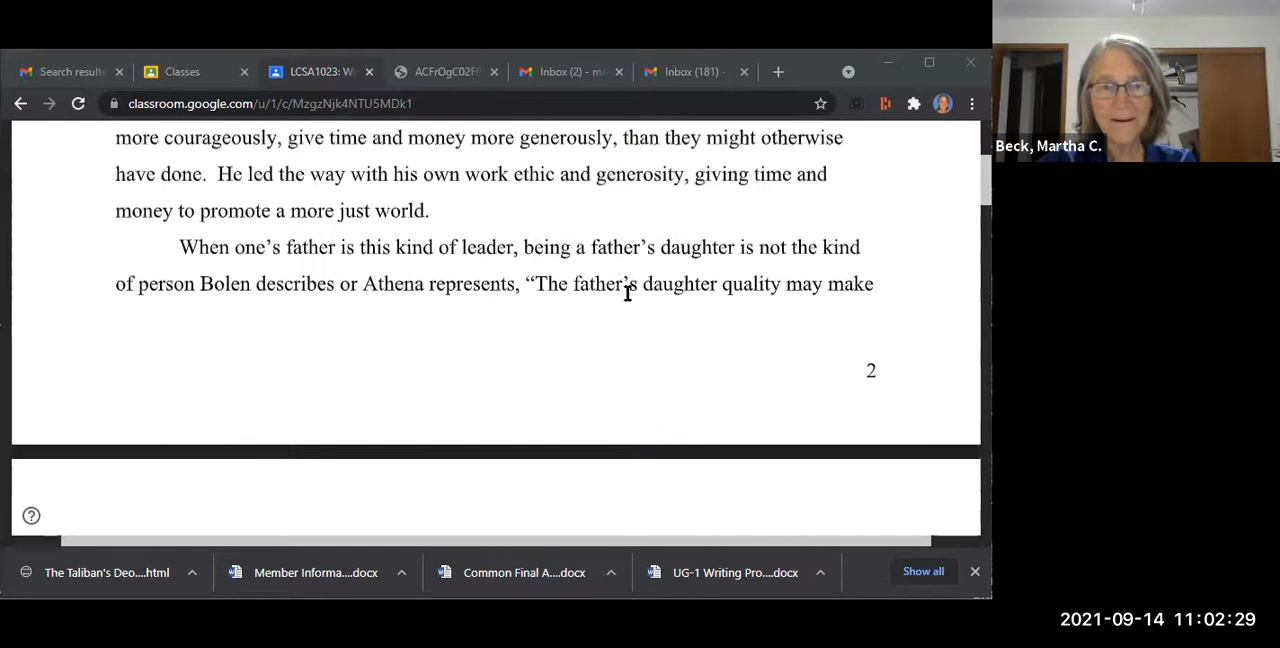 Search results
Classes
LCSA1023: W
ACFrOgC02F9
Inbox (2) - m
Inbox (181) -
classroom.google.com/u/1/c/MzgzNjk4NTU5MDk1
more courageously, give time and money more generously, than they might otherwise
have done. He led the way with his own work ethic and generosity, giving time and
money to promote a more just world.
When one’s father is this kind of leader, being a father’s daughter is not the kind
of person Bolen describes or Athena represents, “The father’s daughter quality may make
2
The Taliban's Deo....html
Member Informa....docx
Common Final A....docx
UG-1 Writing Pro....docx
Show all
Beck, Martha C.
2021-09-14 11:02:29